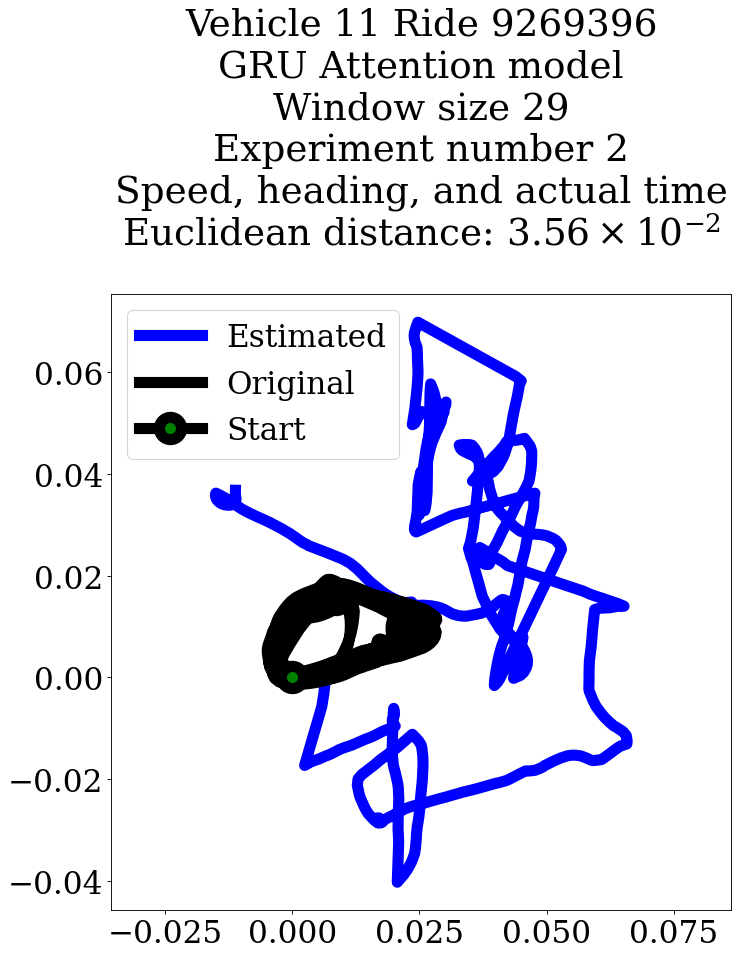 Vehicle 11 Ride 9269396
GRU Attention model
Window size 29
Experiment number 2
Speed, heading, and actual time
Euclidean distance: 3.56 × 10⁻²
Estimated
Original
Start
0.06
0.04
0.02
0.00
−0.02
−0.04
−0.025 0.000 0.025 0.050 0.075